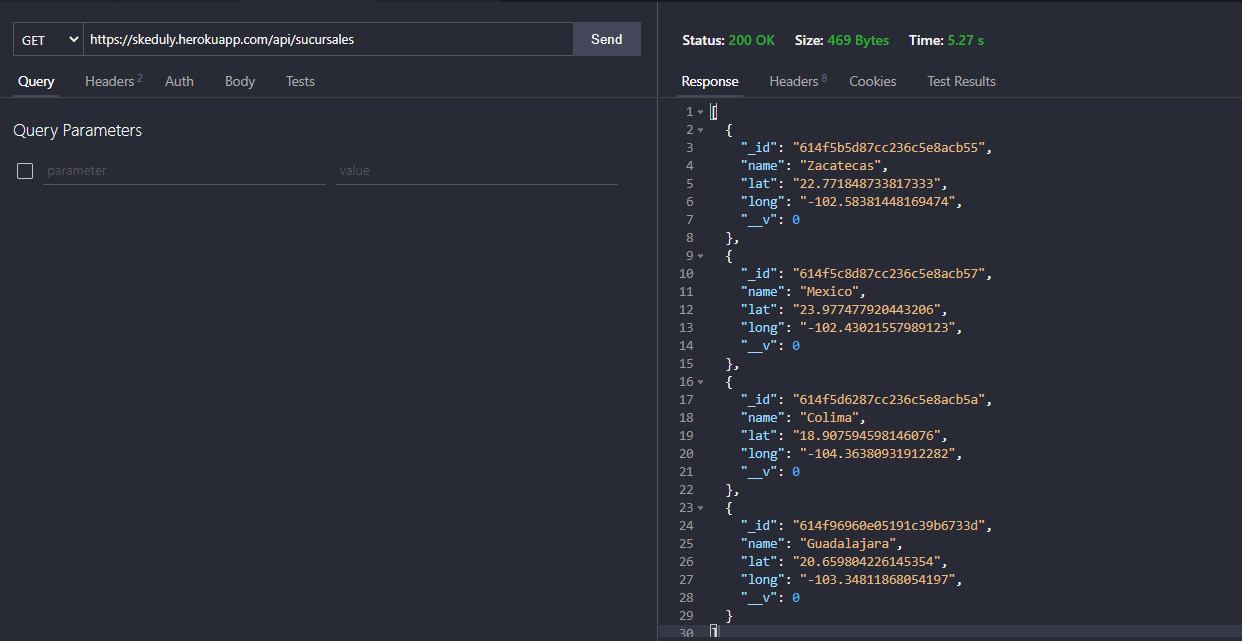 GET https://skeduly.herokuapp.com/api/sucursales Send
Query Headers 2 Auth Body Tests
Query Parameters
parameter value
Status: 200 OK Size: 469 Bytes Time: 5.27 s
Response Headers 8 Cookies Test Results
1 [
2 {
3 "_id": "614f5b5d87cc236c5e8acb55",
4 "name": "Zacatecas",
5 "lat": "22.771848733817333",
6 "long": "-102.58381448169474",
7 "__v": 0
8 },
9 {
10 "_id": "614f5c8d87cc236c5e8acb57",
11 "name": "Mexico",
12 "lat": "23.977477920443206",
13 "long": "-102.43021557989123",
14 "__v": 0
15 },
16 {
17 "_id": "614f5d6287cc236c5e8acb5a",
18 "name": "Colima",
19 "lat": "18.907594598146076",
20 "long": "-104.36380931912282",
21 "__v": 0
22 },
23 {
24 "_id": "614f96960e05191c39b6733d",
25 "name": "Guadalajara",
26 "lat": "20.659804226145354",
27 "long": "-103.34811868054197",
28 "__v": 0
29 }
30 ]